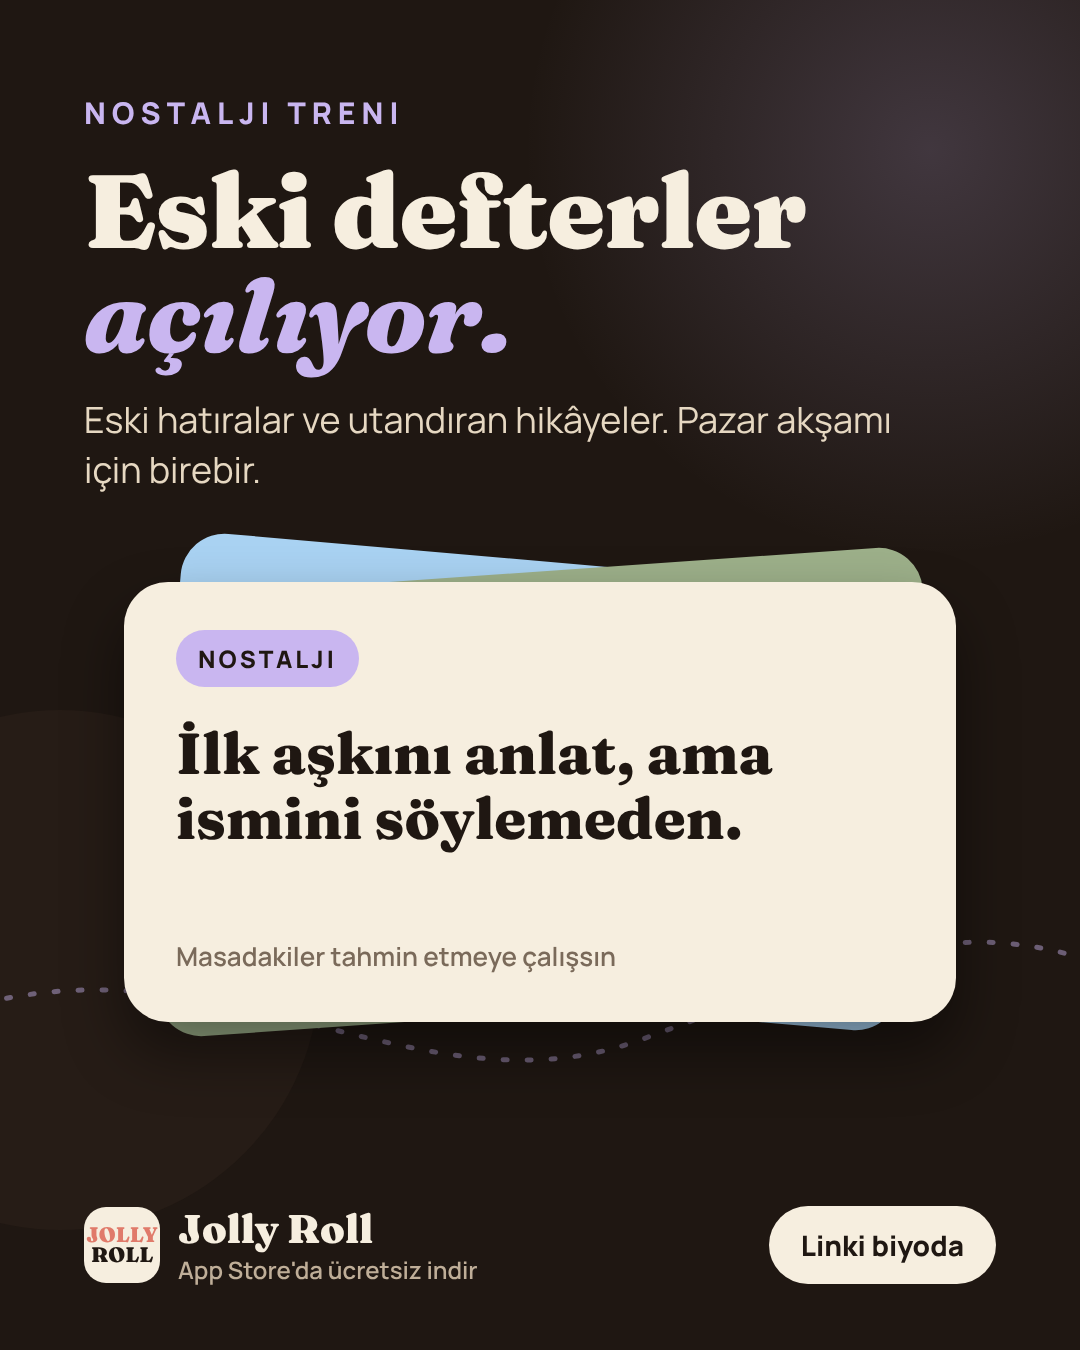 NOSTALJI TRENI
Eski defterler
açılıyor.
Eski hatıralar ve utandıran hikâyeler. Pazar akşamı
için birebir.
NOSTALJI
İlk aşkını anlat, ama
ismini söylemeden.
Masadakiler tahmin etmeye çalışsın
JOLLY
ROLL
Jolly Roll
App Store'da ücretsiz indir
Linki biyoda